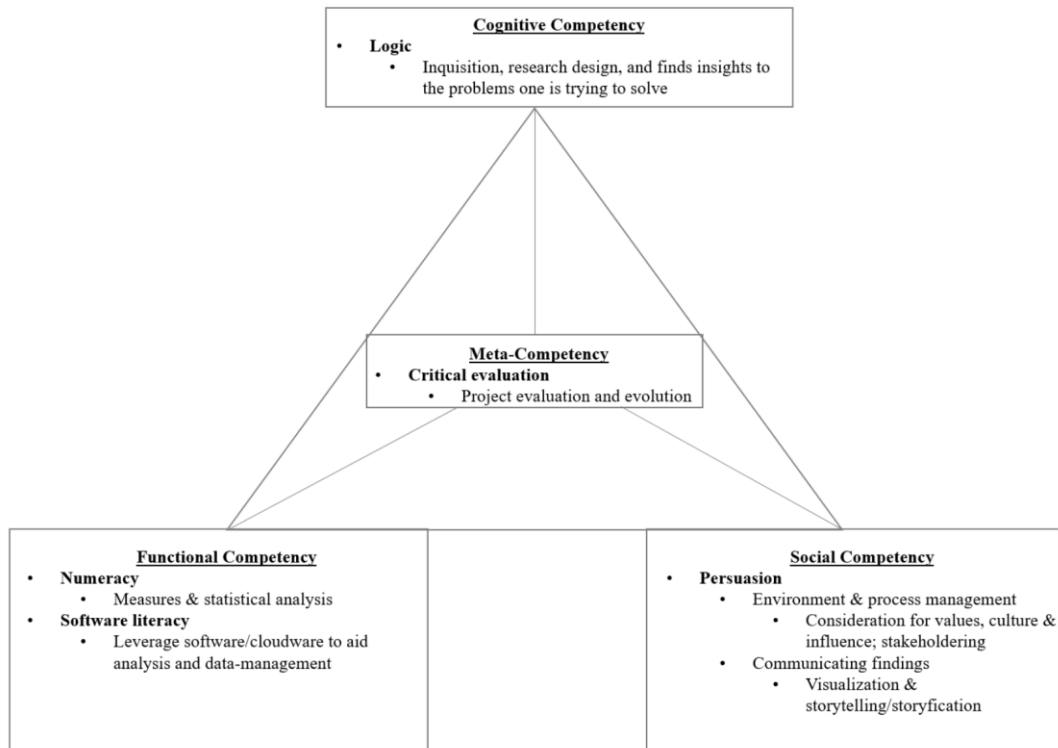 Cognitive Competency
• Logic
• Inquisition, research design, and finds insights to
the problems one is trying to solve
Meta-Competency
• Critical evaluation
• Project evaluation and evolution
Functional Competency
• Numeracy
• Measures & statistical analysis
• Software literacy
• Leverage software/cloudware to aid
analysis and data-management
Social Competency
• Persuasion
• Environment & process management
• Consideration for values, culture &
influence; stakeholdering
• Communicating findings
• Visualization &
storytelling/storyfication